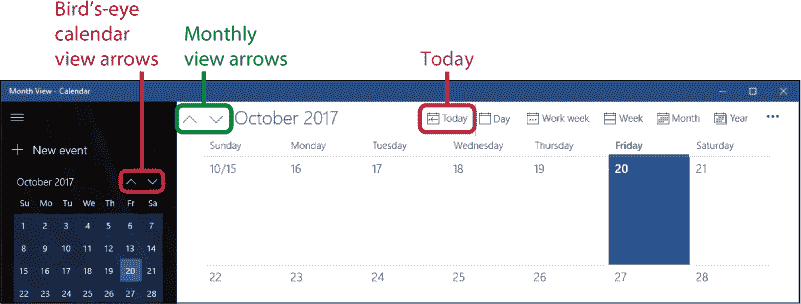 Bird's-eye
calendar
view arrows
Monthly
view arrows
Today
Month View - Calendar
October 2017
Today
Day
Work week
Week
Month
Year
+ New event
October 2017
Su Mo Tu We Th Fr Sa
1 2 3 4 5 6 7
8 9 10 11 12 13 14
15 16 17 18 19 20 21
22 23 24 25 26 27 28
Sunday Monday Tuesday Wednesday Thursday Friday Saturday
10/15 16 17 18 19 20 21
22 23 24 25 26 27 28